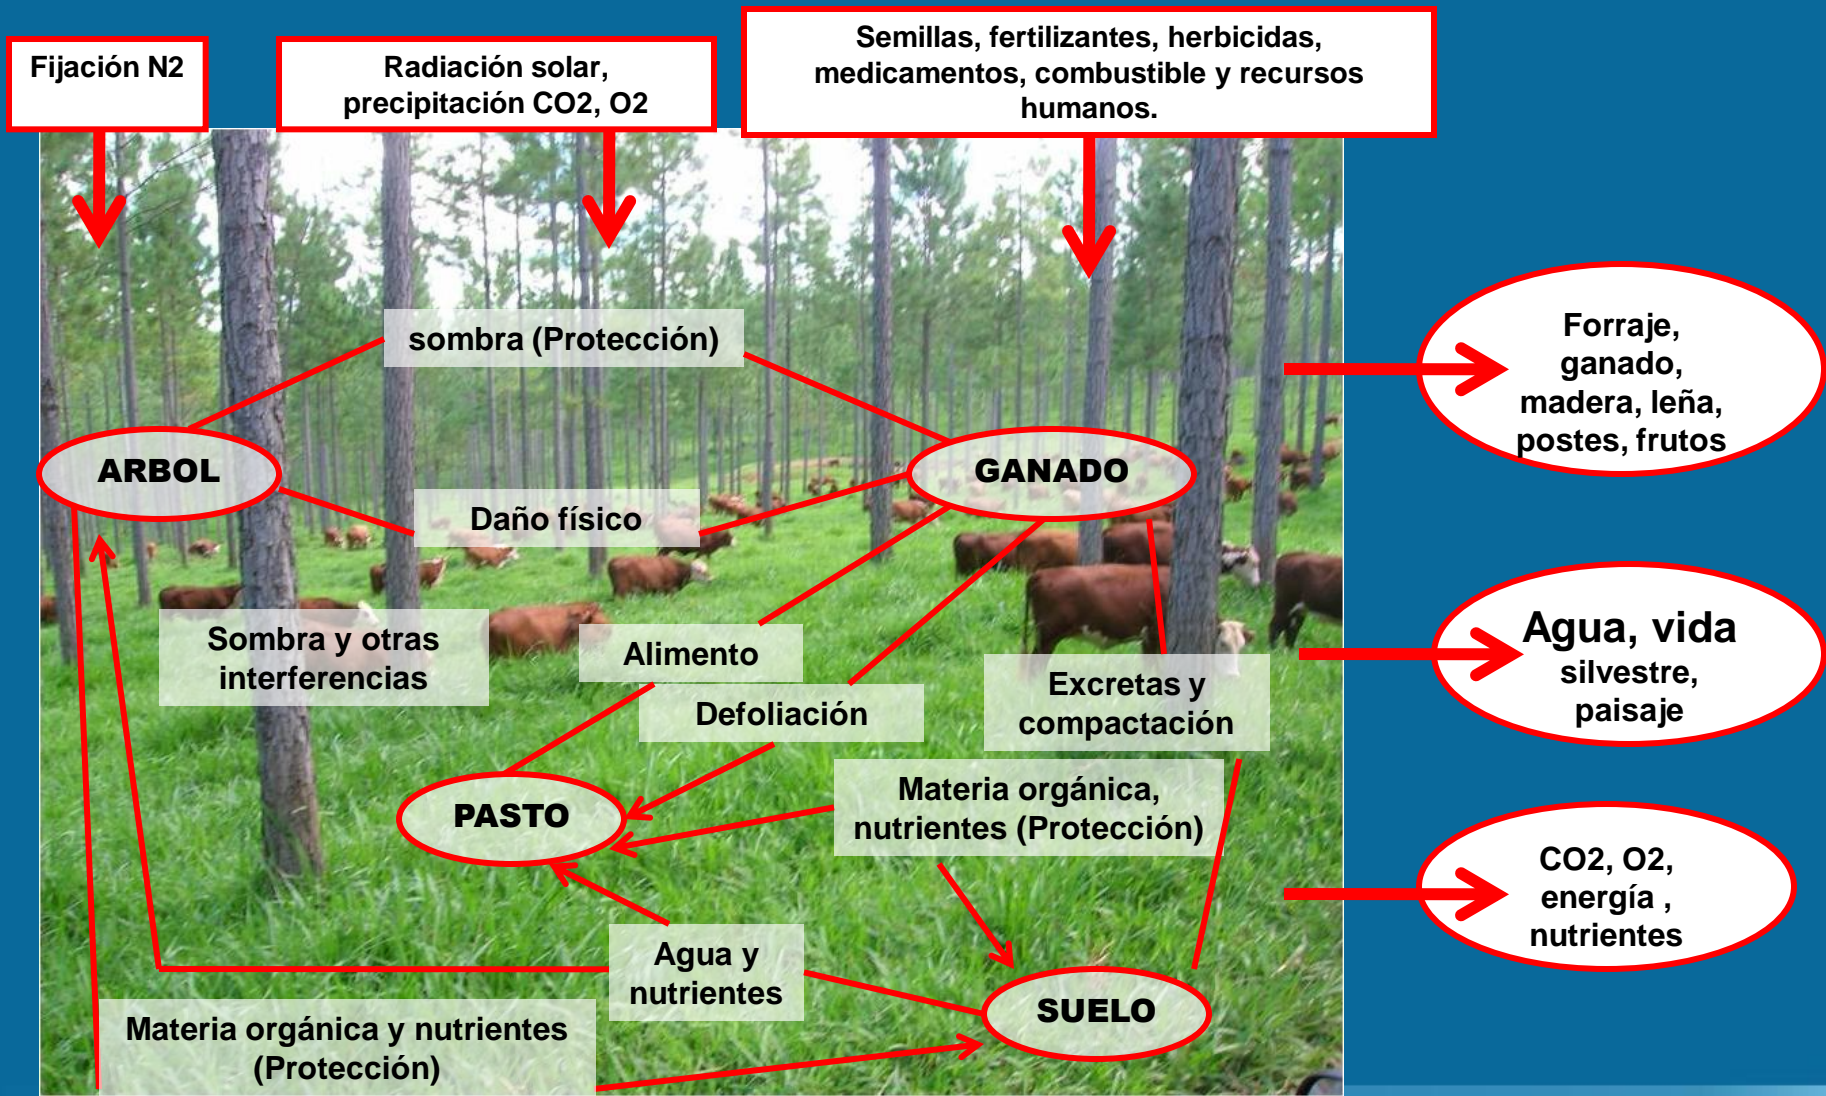 Fijación N2
Radiación solar,
precipitación CO2, O2
Semillas, fertilizantes, herbicidas,
medicamentos, combustible y recursos
humanos.
sombra (Protección)
ARBOL
GANADO
Daño físico
Sombra y otras
interferencias
Alimento
Defoliación
Excretas y
compactación
PASTO
Materia orgánica,
nutrientes (Protección)
Agua y
nutrientes
SUELO
Materia orgánica y nutrientes
(Protección)
Forraje,
ganado,
madera, leña,
postes, frutos
Agua, vida
silvestre,
paisaje
CO2, O2,
energía ,
nutrientes